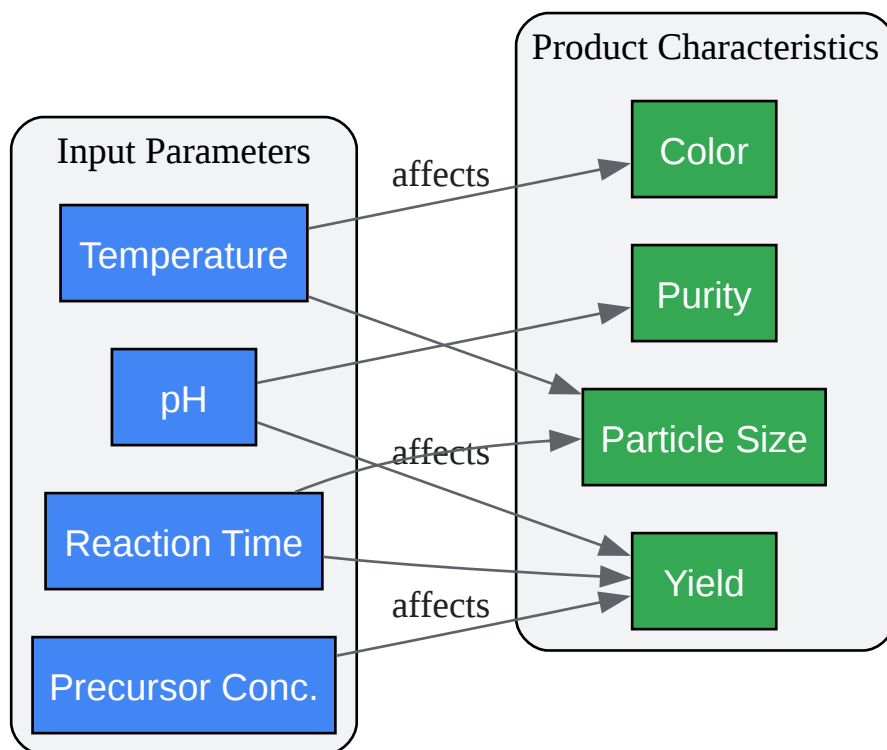 Product Characteristics
Input Parameters
Color
affects
Temperature
Purity
pH
Particle Size
affects
Reaction Time
Yield
affects
Precursor Conc.